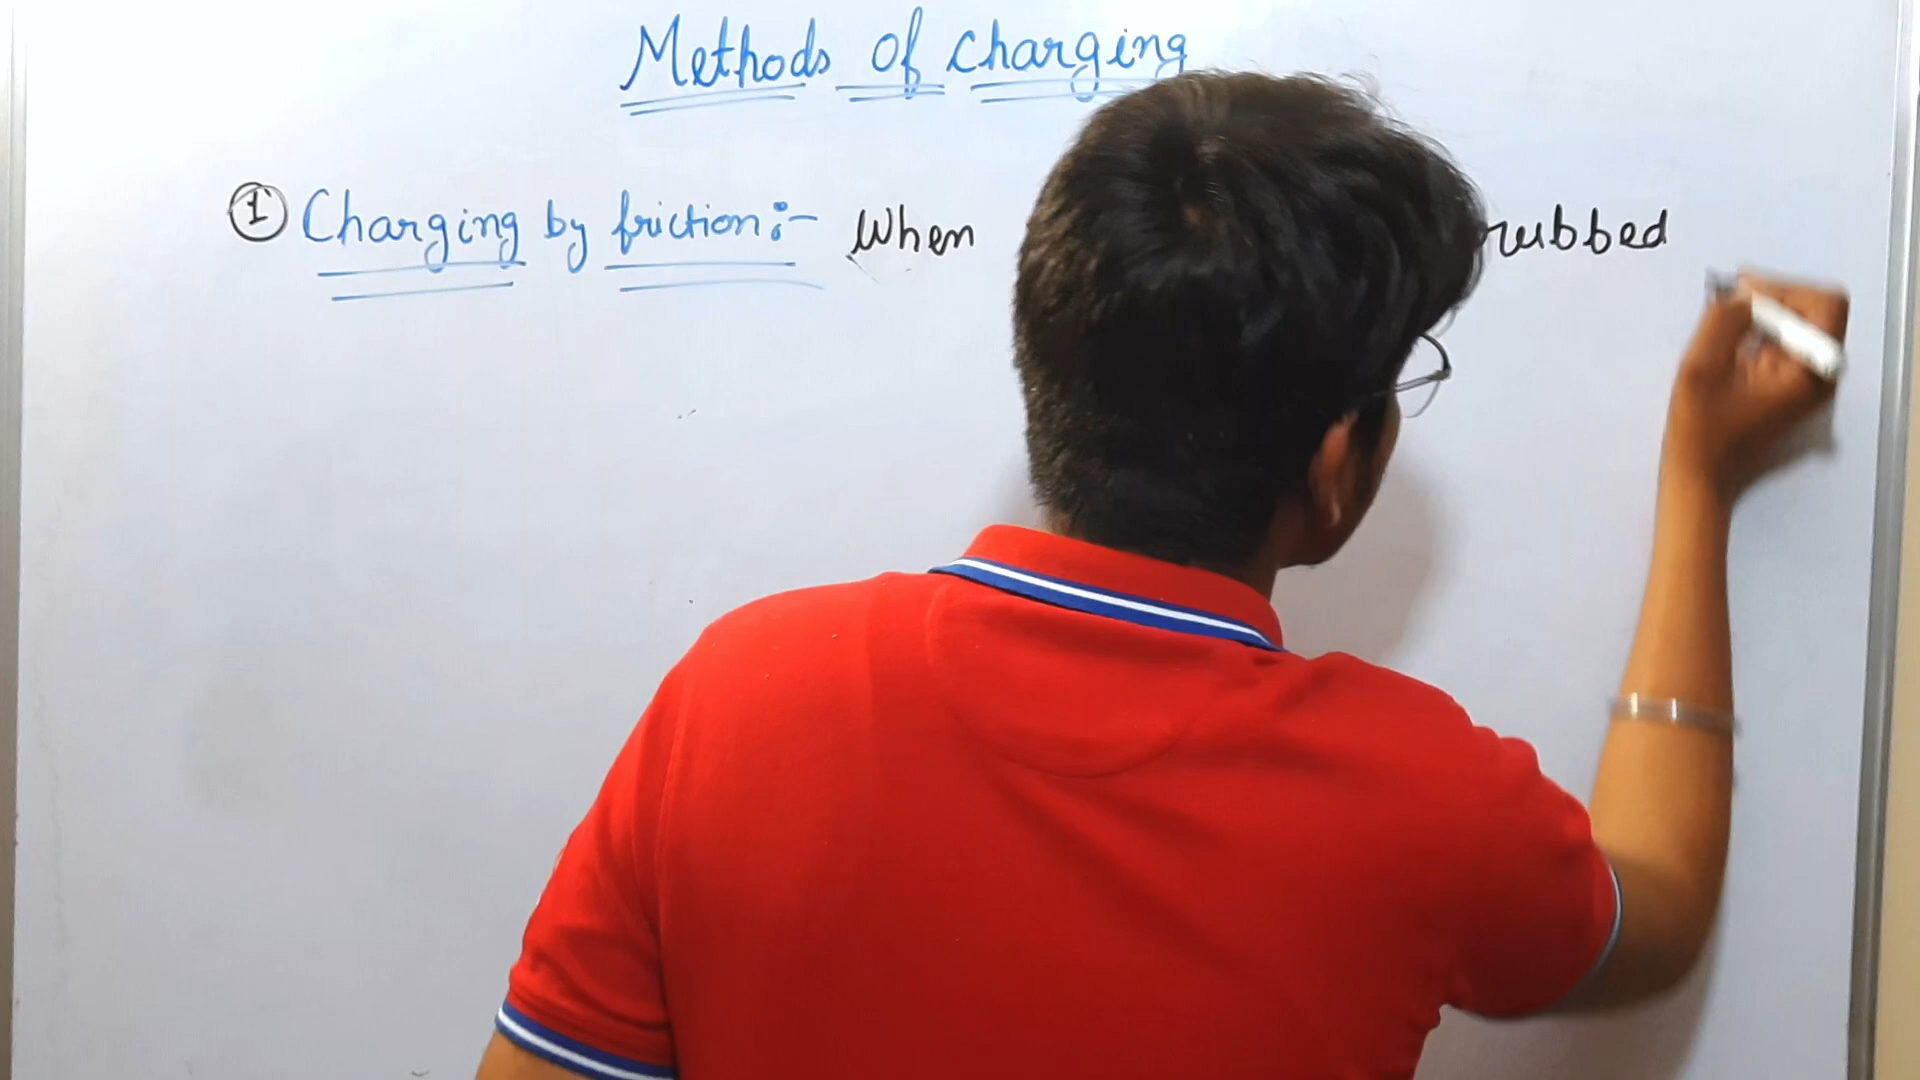 Methods of charging
① Charging by friction:- When rubbed